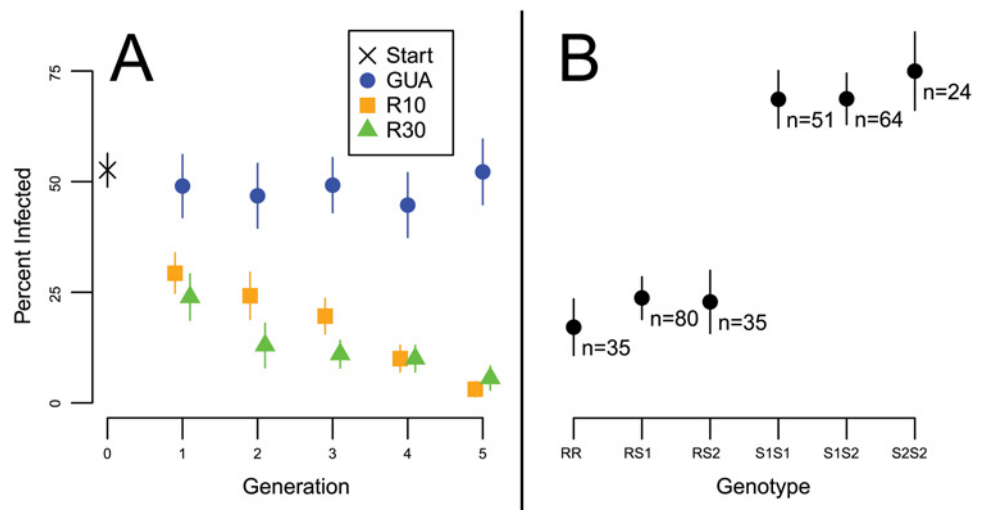 A
Start
GUA
R10
R30
75
50
25
0
Percent Infected
0 1 2 3 4 5
Generation
B
n=35
n=80
n=35
n=51
n=64
n=24
RR RS1 RS2 S1S1 S1S2 S2S2
Genotype